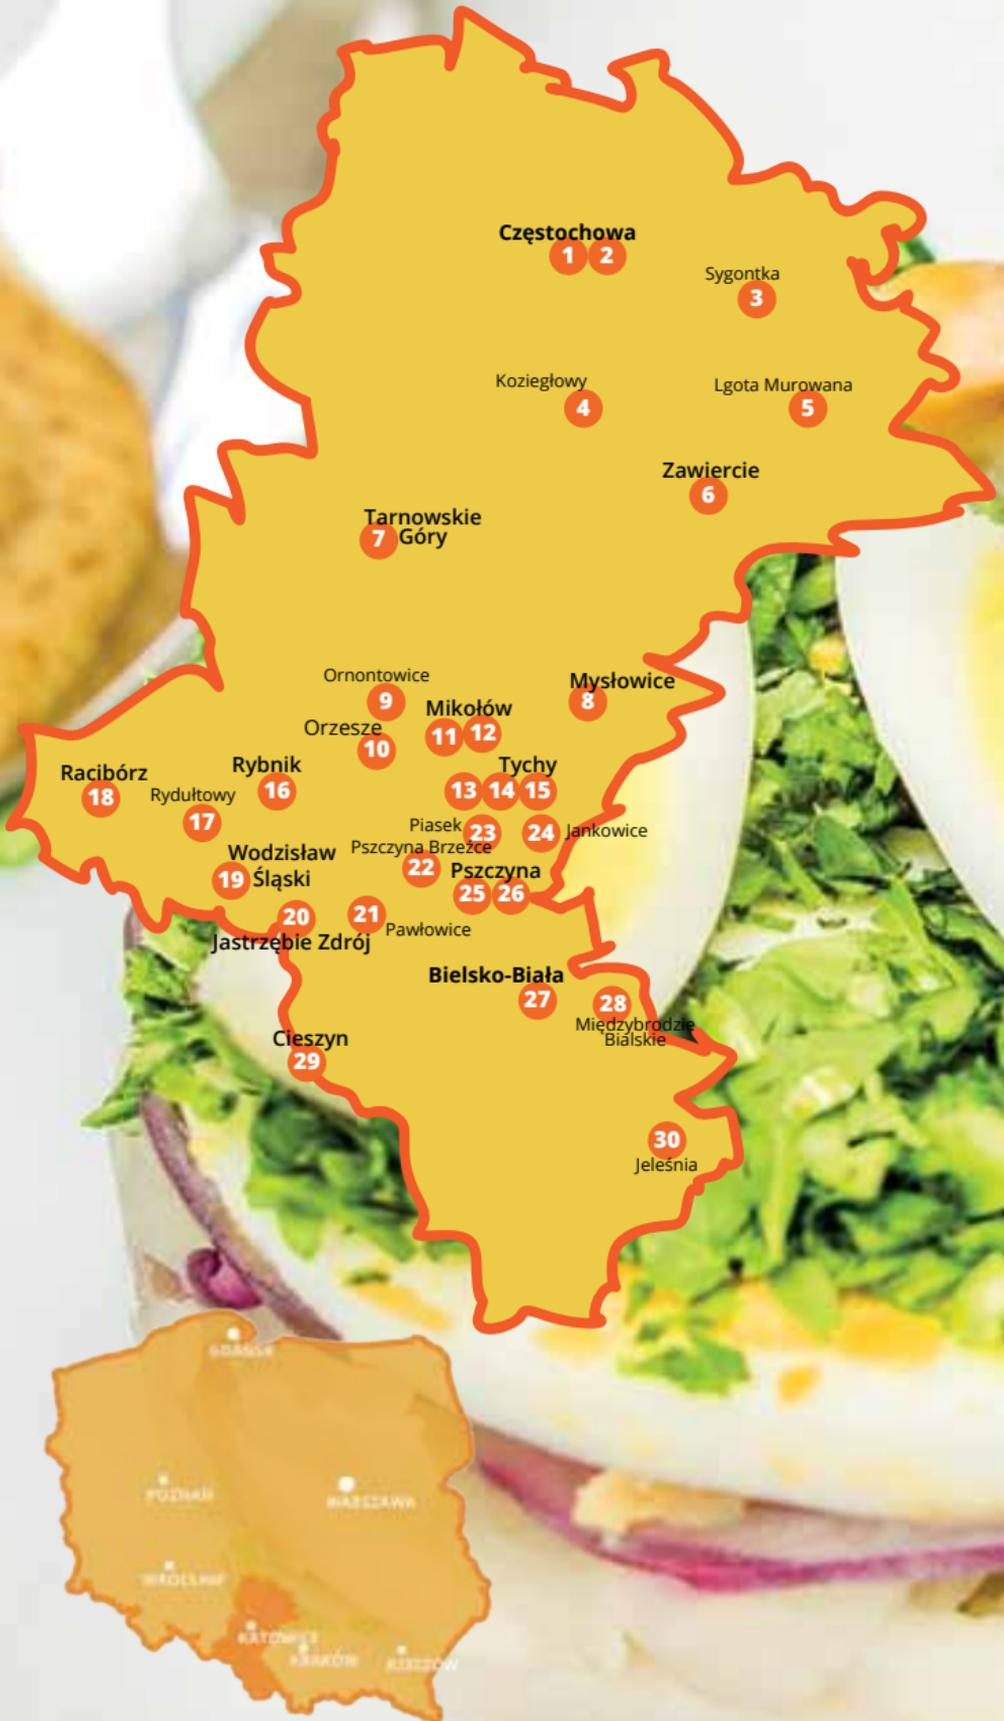 Częstochowa
1 2
Sygontka
3
Koziegłowy
4
Lgota Murowana
5
Zawiercie
6
Tarnowskie
7 Góry
Ornontowice
9
Mysłowice
8
Mikołów
11 12
Orzesze
10
Tychy
13 14 15
Rybnik
16
Racibórz
18
Rydułtowy
17
Piasek 23
24 Jankowice
Pszczyna Brzeźce
22
Pszczyna
25 26
Wodzisław
19 Śląski
20
Jastrzębie Zdrój
21
Pawłowice
Bielsko-Biała
27
28
Międzybrodzie
Bialskie
Cieszyn
29
30
Jeleśnia
GDAŃSK
POZNAŃ
WARSZAWA
WROCŁAW
KATOWICE
KRAKÓW
RZESZÓW